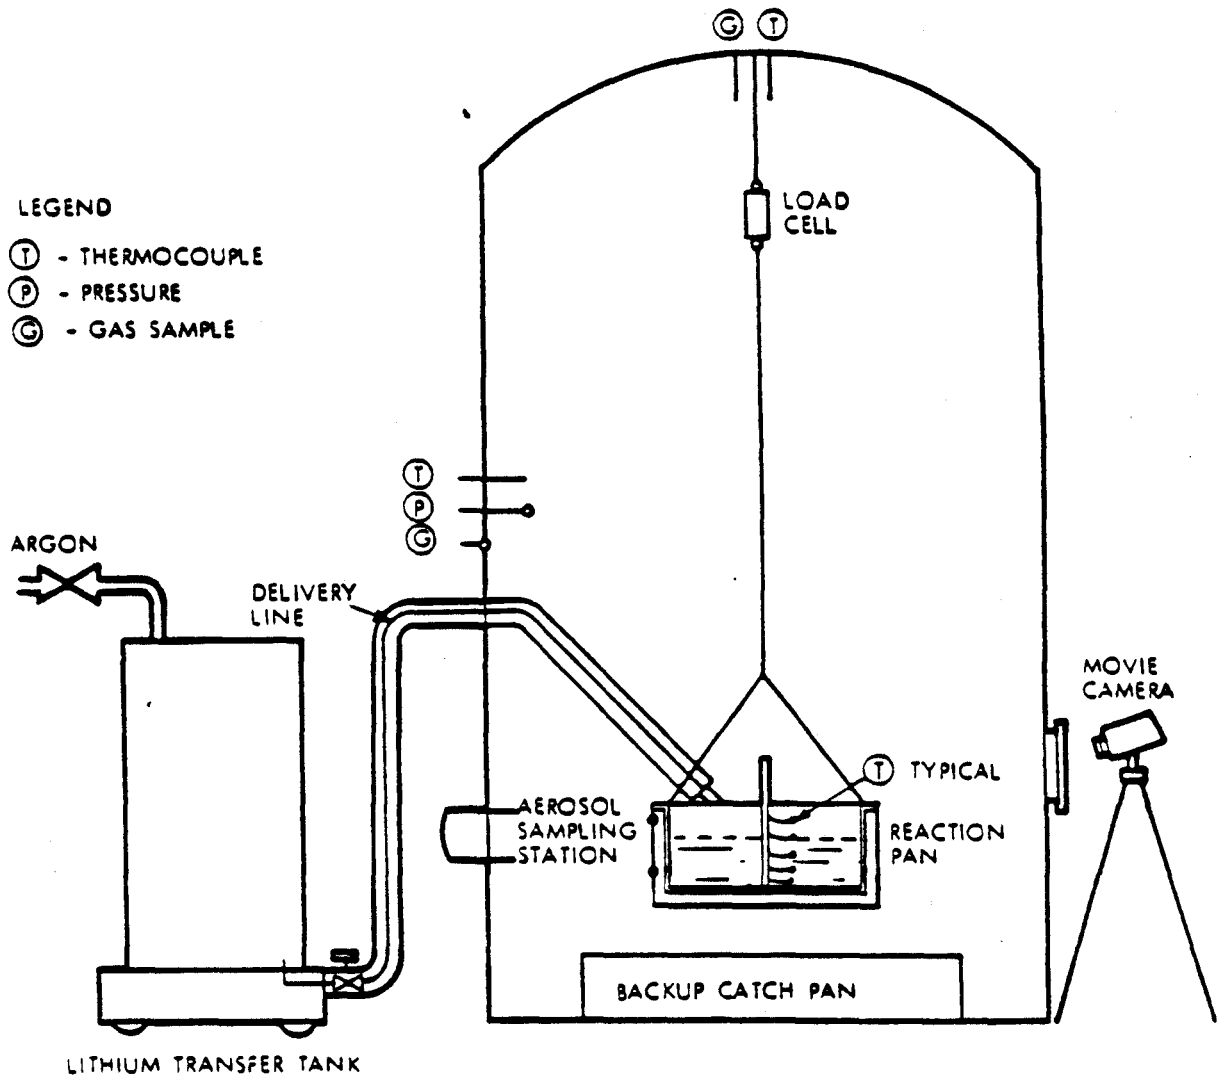 G T
LOAD
CELL
LEGEND
T - THERMOCOUPLE
P - PRESSURE
G - GAS SAMPLE
T
P
G
ARGON
DELIVERY
LINE
MOVIE
CAMERA
T TYPICAL
AEROSOL
SAMPLING
STATION
REACTION
PAN
BACKUP CATCH PAN
LITHIUM TRANSFER TANK